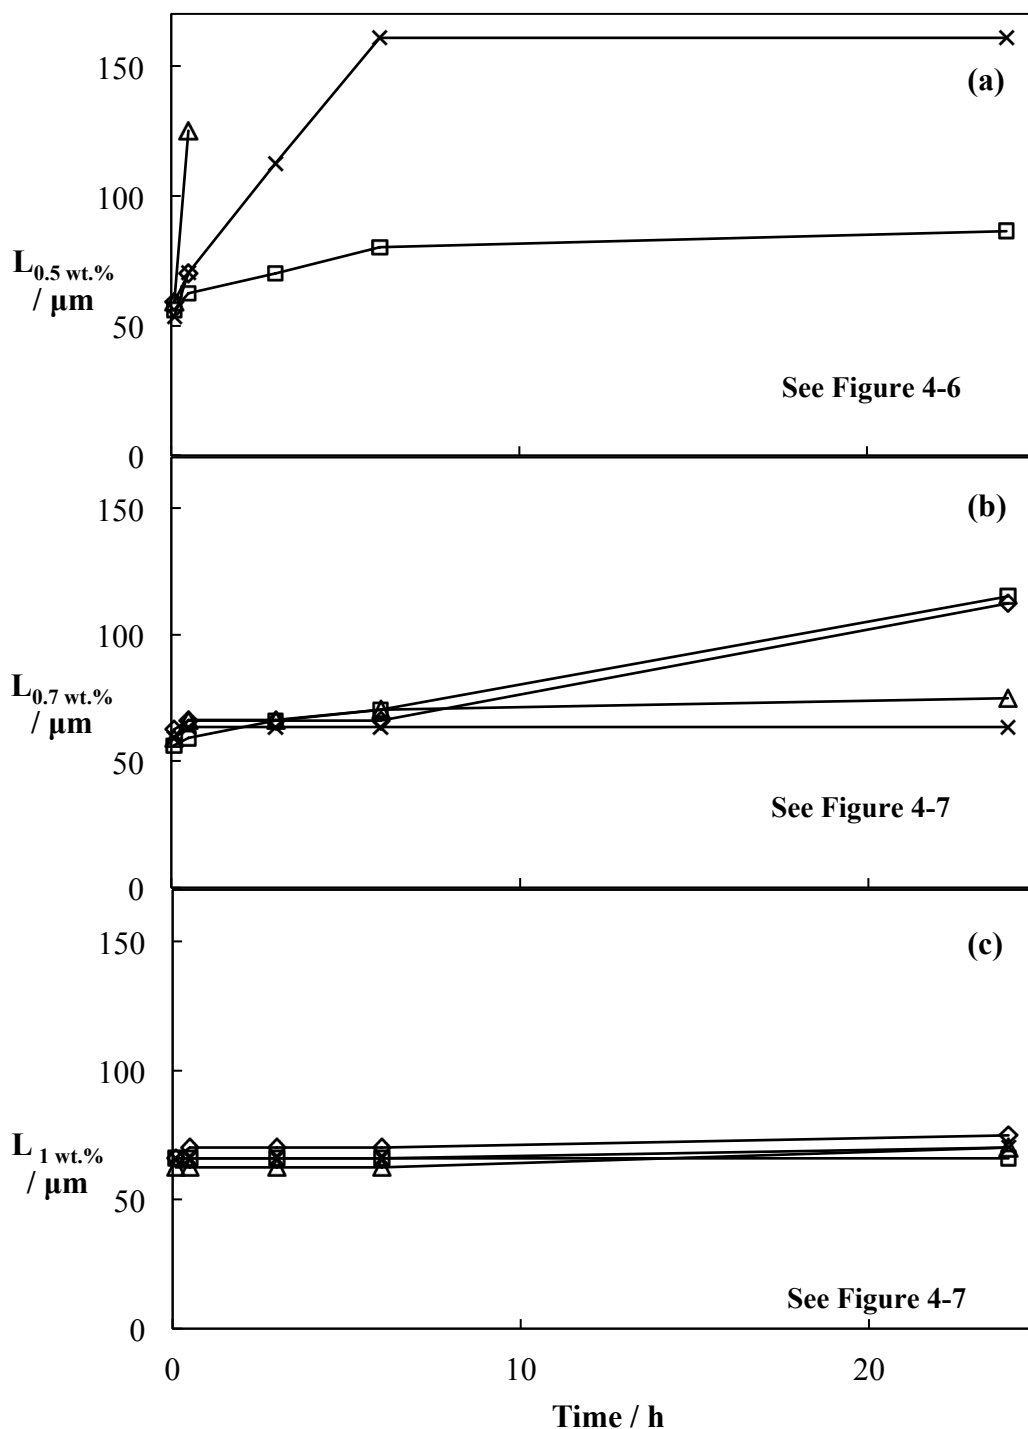 150
(a)
100
L0.5 wt.%
/ μm
50
See Figure 4-6
0
150
(b)
100
L0.7 wt.%
/ μm
50
See Figure 4-7
0
150
(c)
100
L 1 wt.%
/ μm
50
See Figure 4-7
0
0 10 20
Time / h